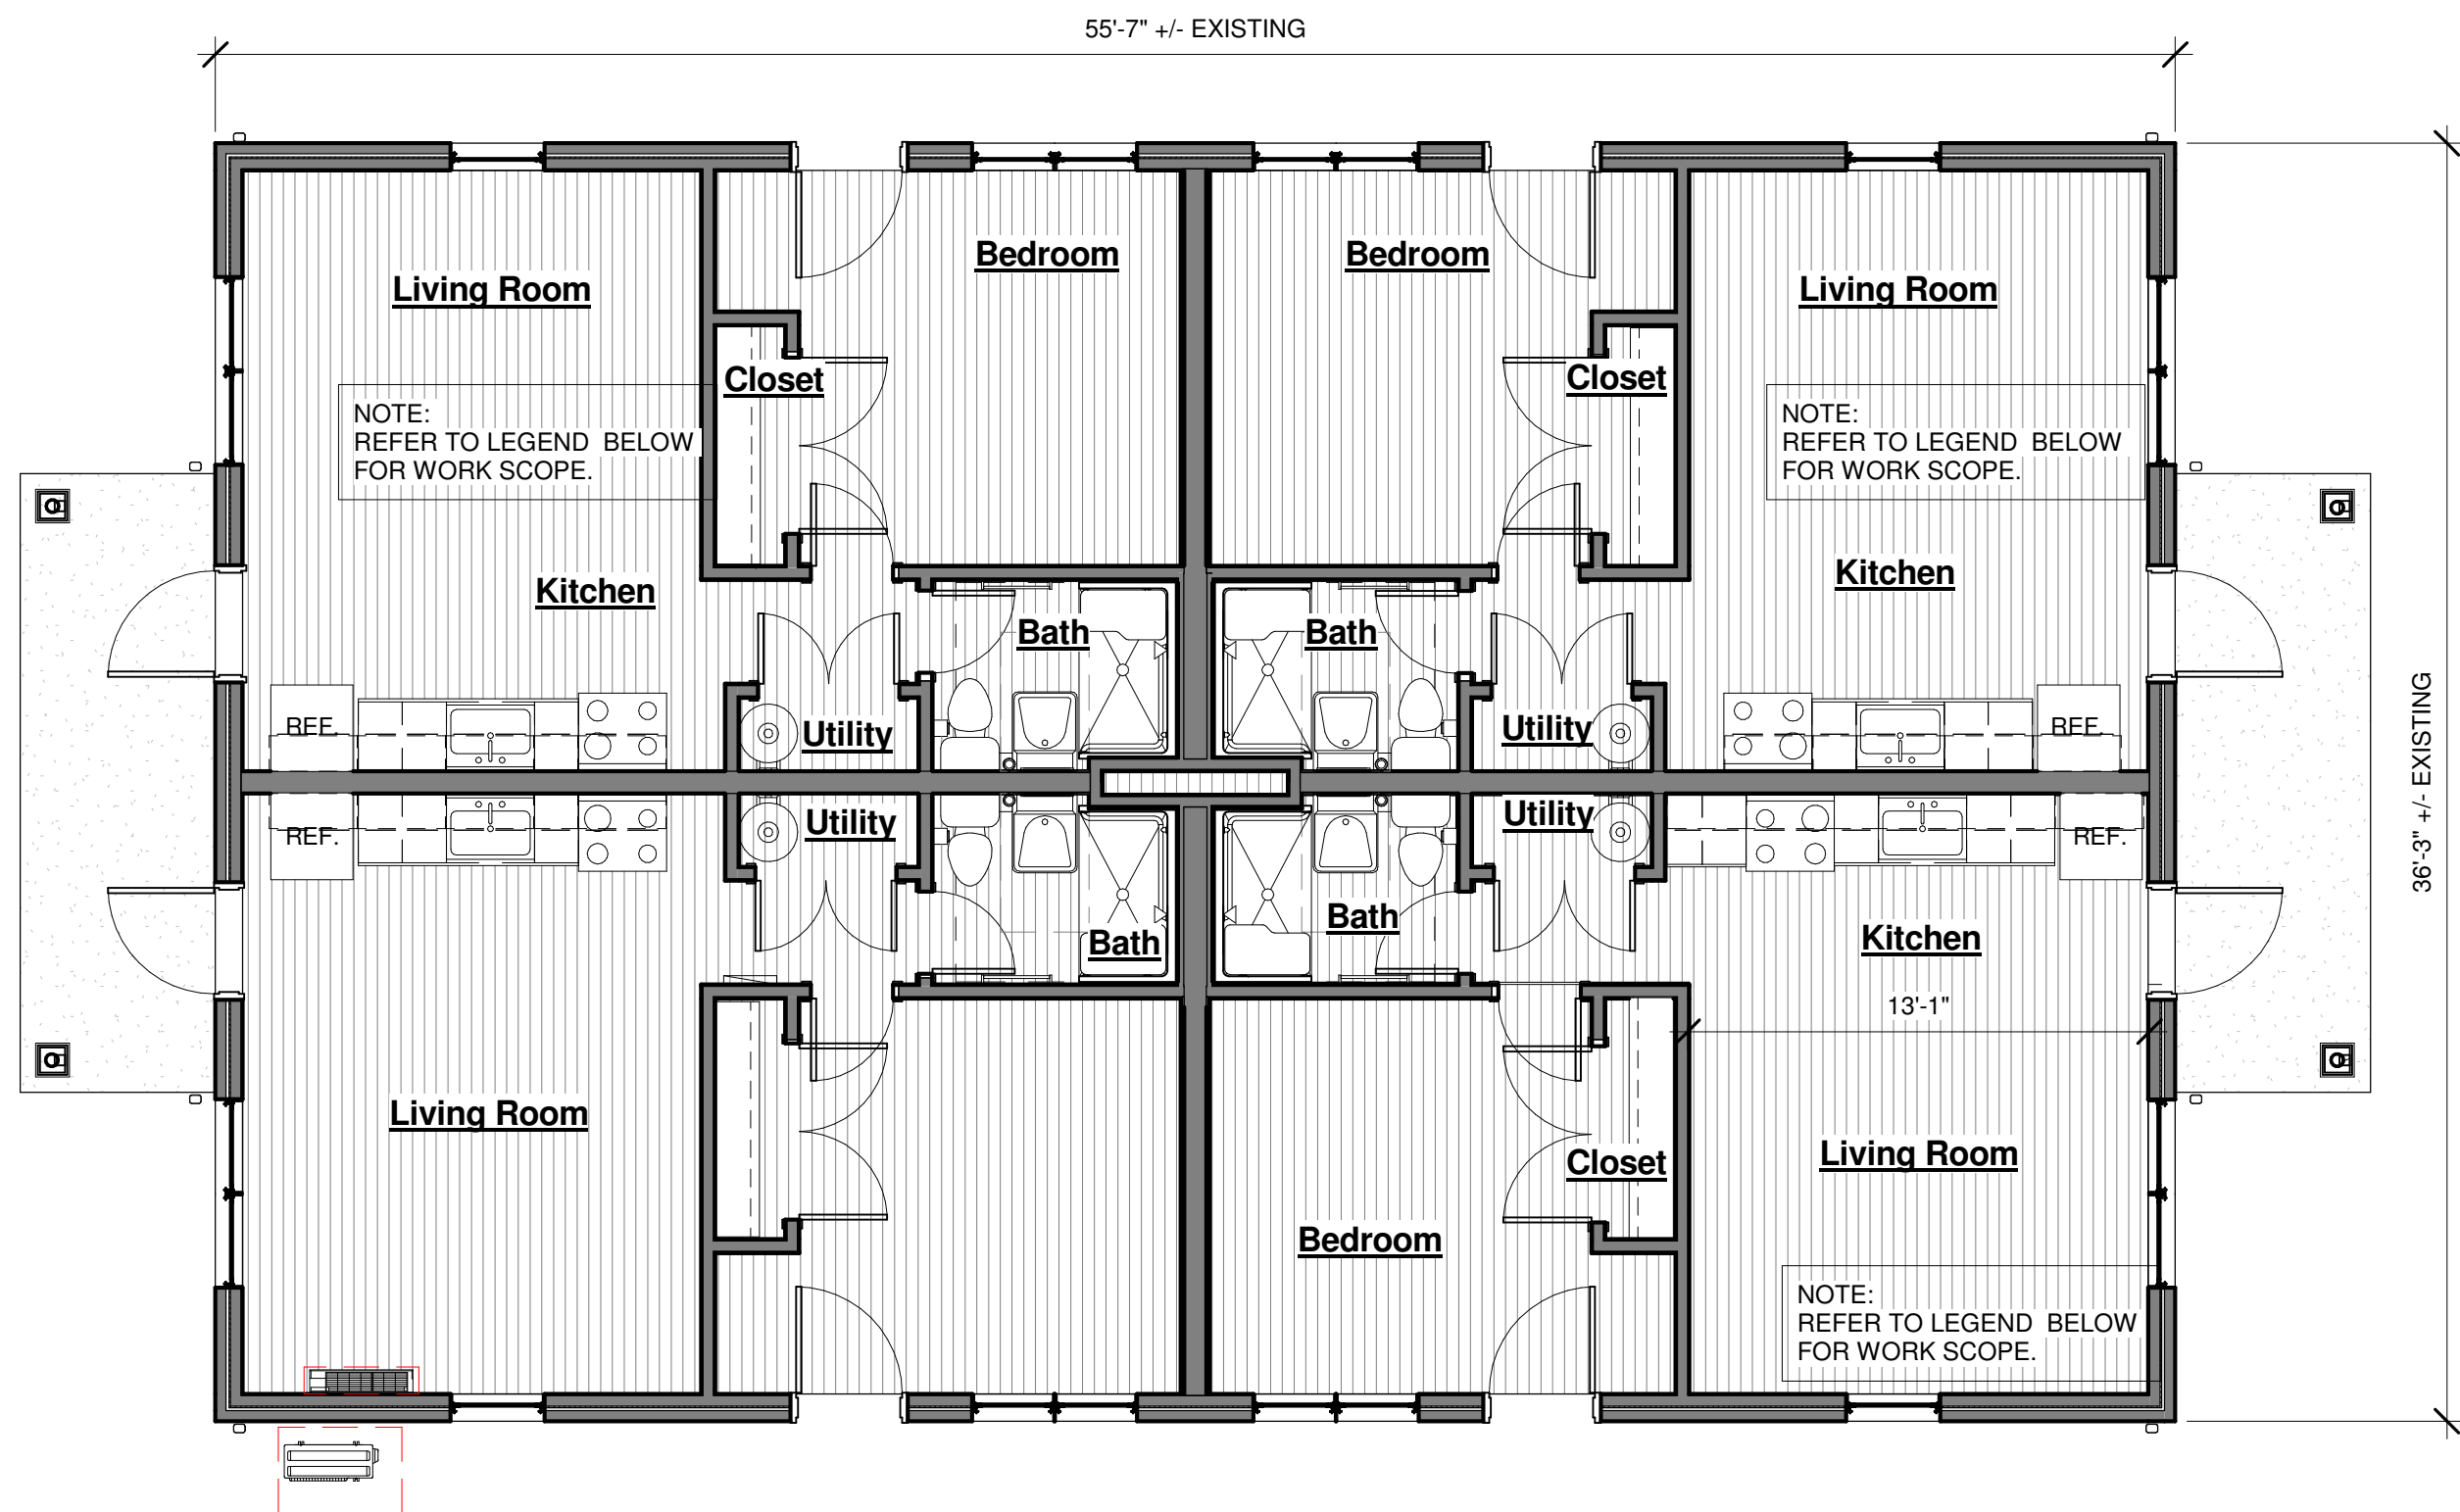 55'-7" +/- EXISTING
Bedroom
Bedroom
Living Room
Living Room
Closet
Closet
NOTE:
REFER TO LEGEND BELOW
FOR WORK SCOPE.
NOTE:
REFER TO LEGEND BELOW
FOR WORK SCOPE.
Kitchen
Kitchen
Bath
Bath
REF.
Utility
Utility
REF.
36'-3" +/- EXISTING
REF.
Utility
Utility
REF.
Bath
Bath
Kitchen
13'-1"
Living Room
Closet
Living Room
Bedroom
NOTE:
REFER TO LEGEND BELOW
FOR WORK SCOPE.